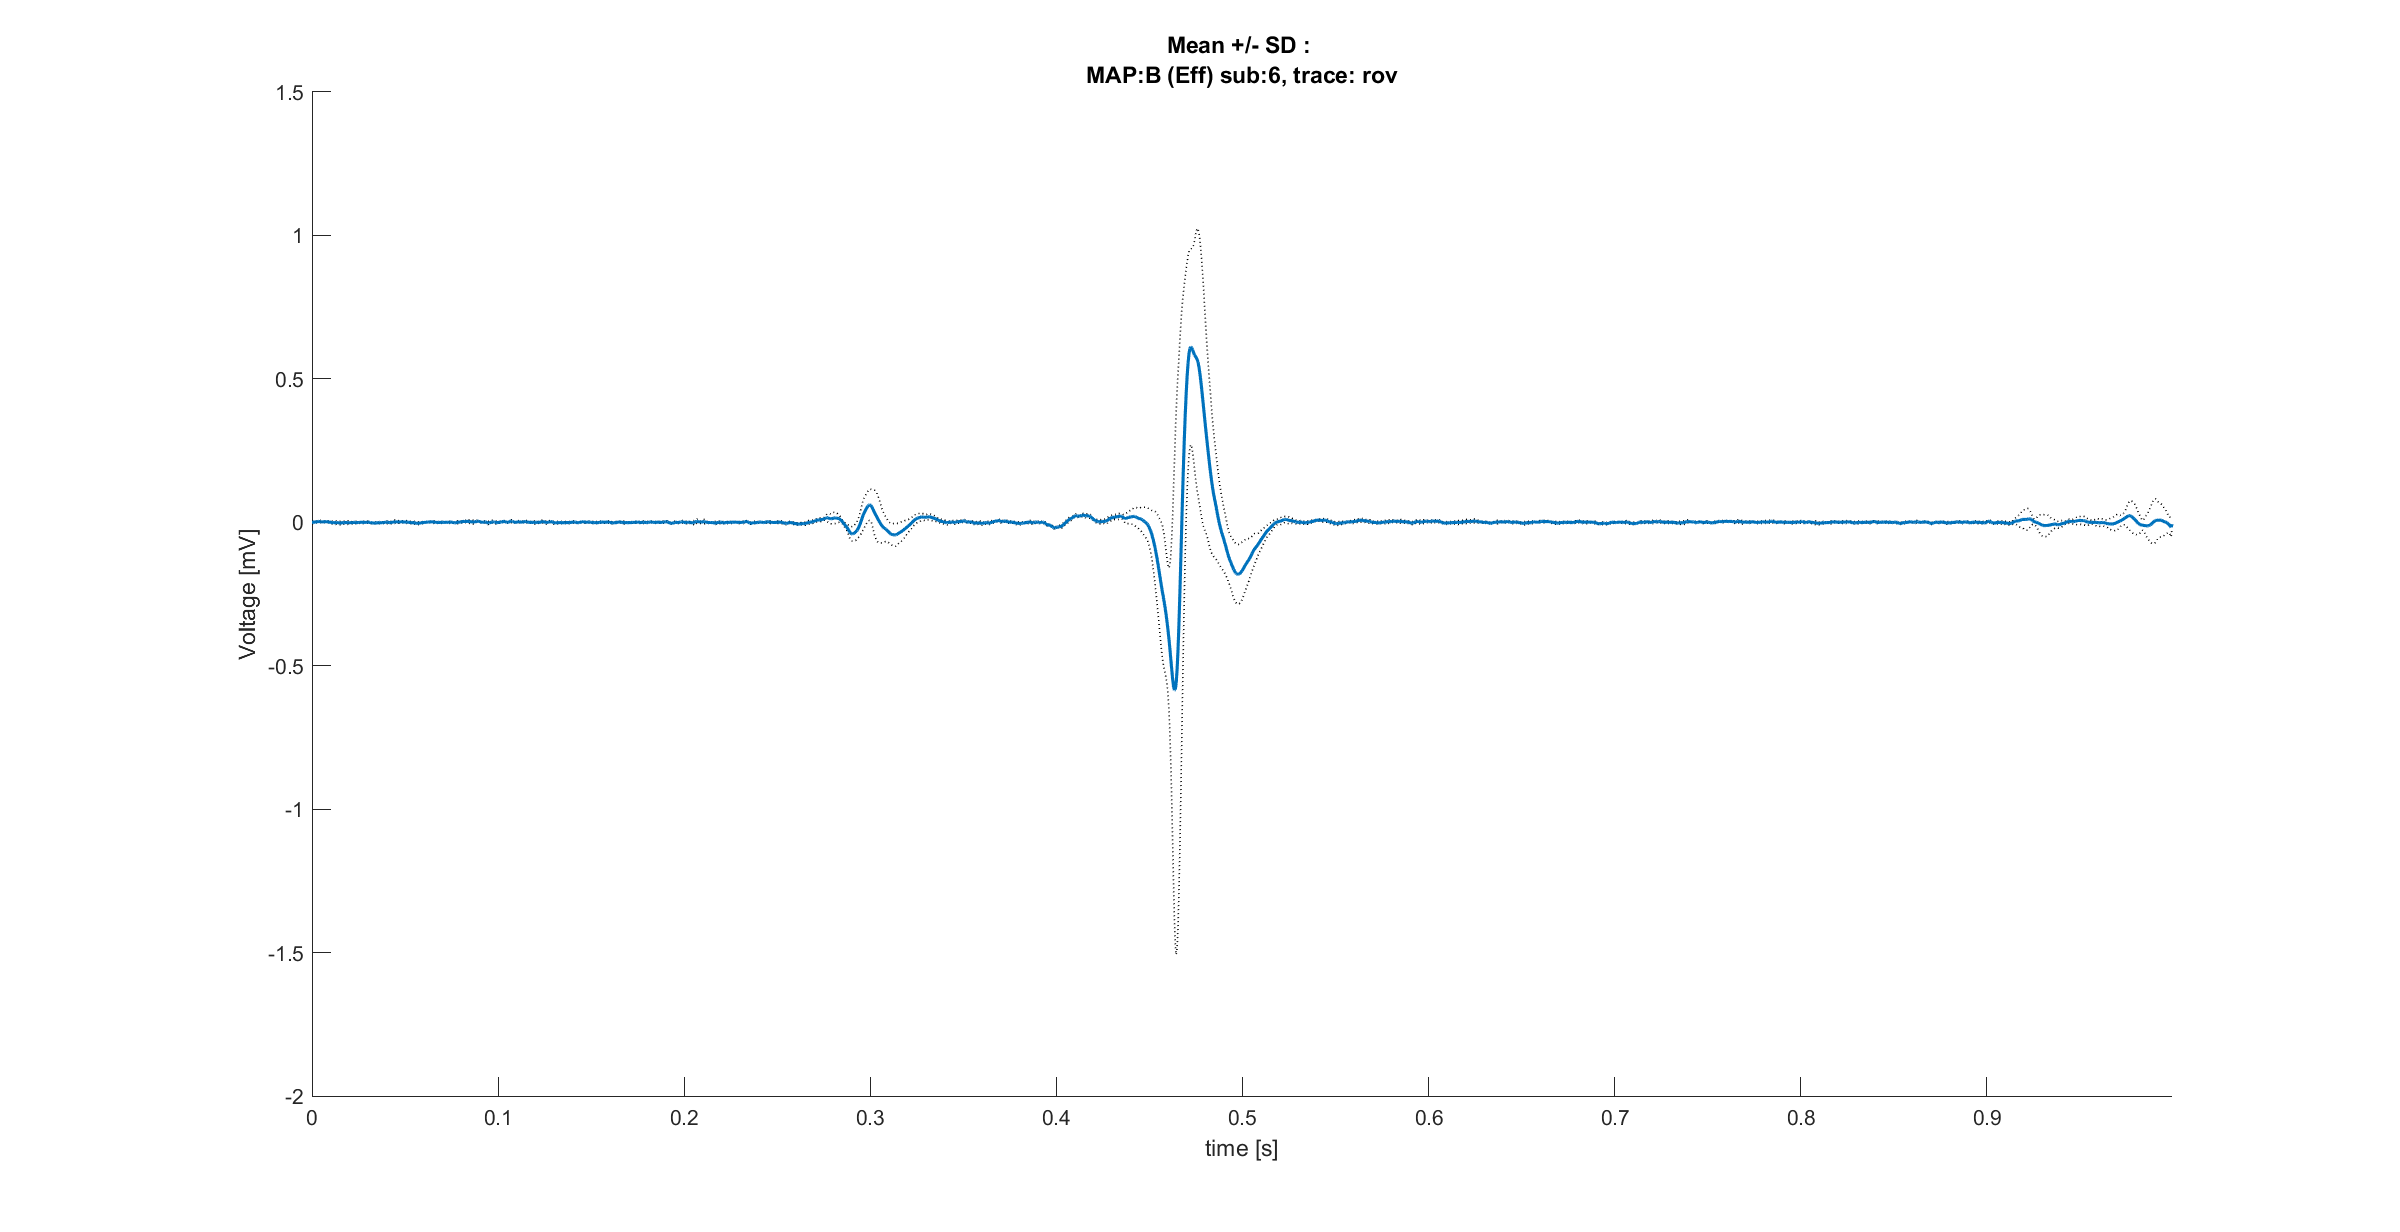 Mean +/- SD :
MAP:B (Eff) sub:6, trace: rov
1.5
1
0.5
0
-0.5
-1
-1.5
-2
Voltage [mV]
0 0.1 0.2 0.3 0.4 0.5 0.6 0.7 0.8 0.9
time [s]